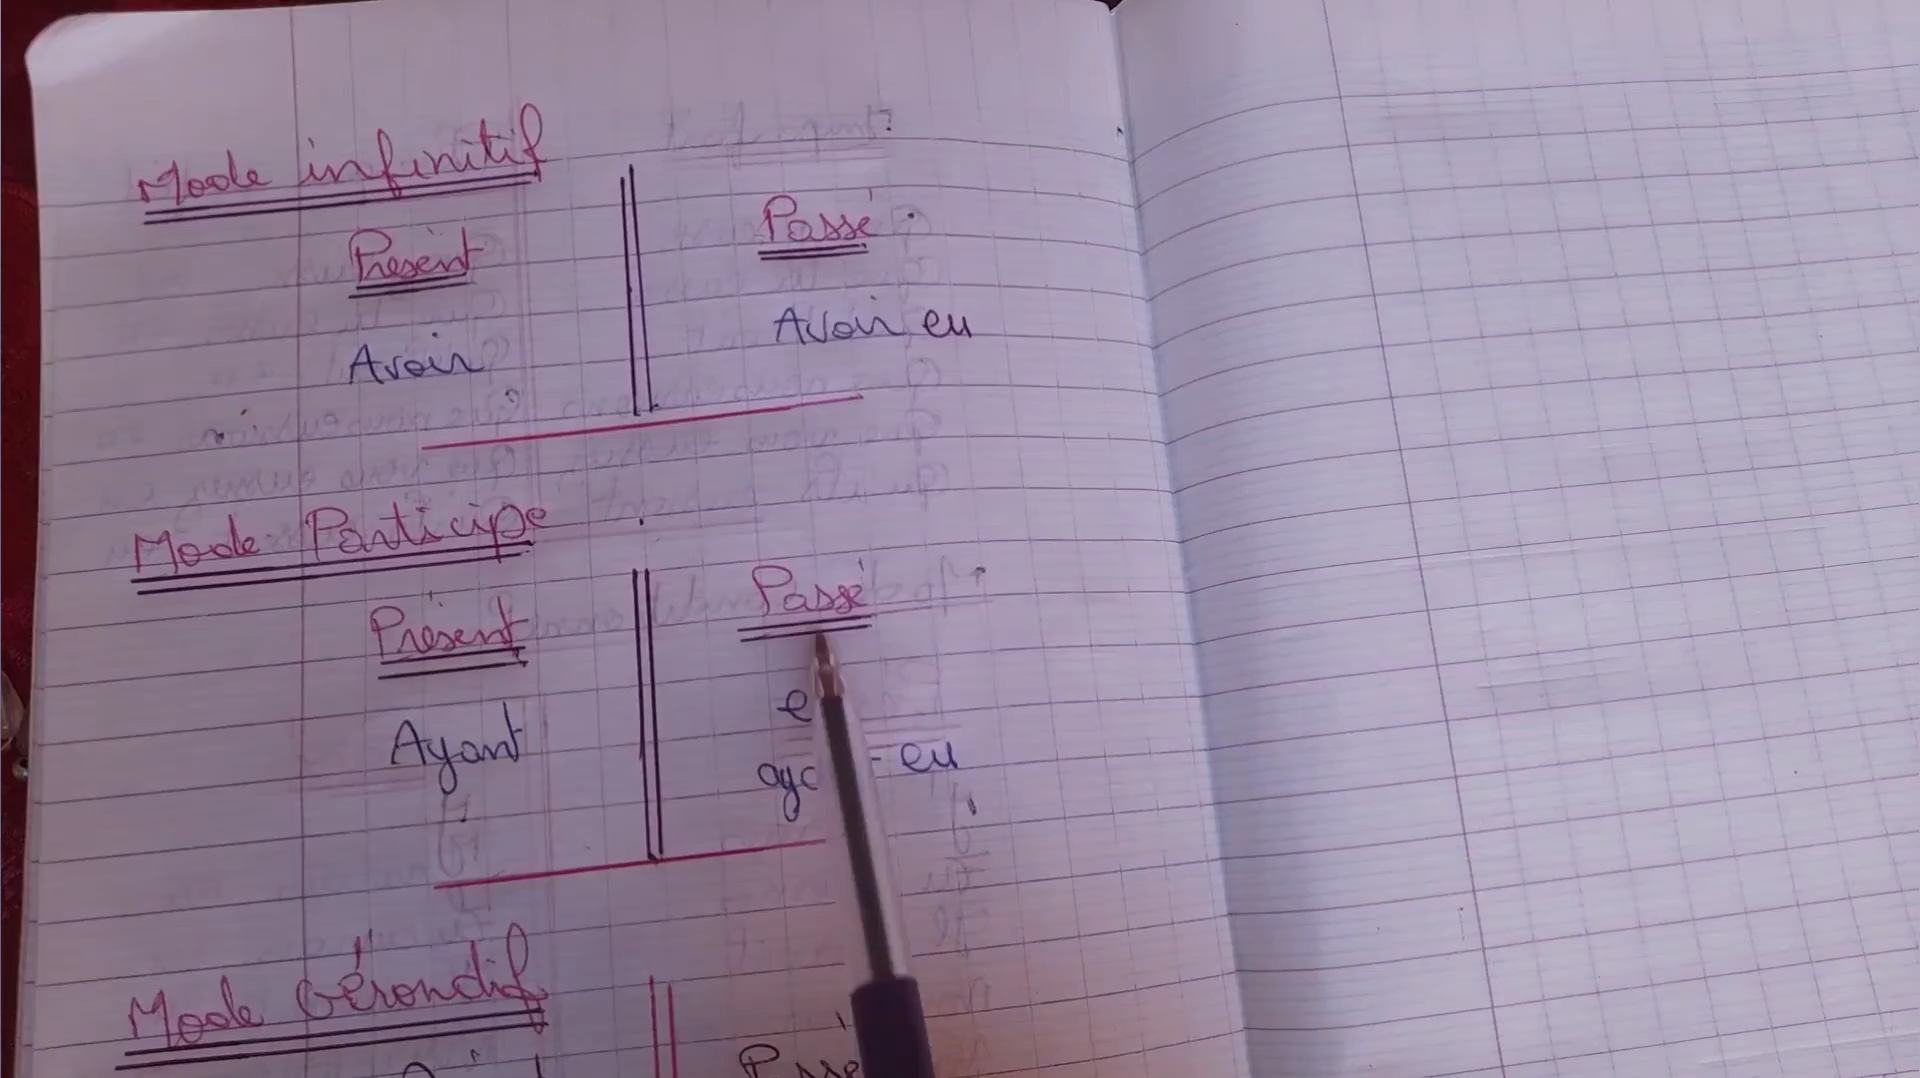 Mode infinitif
Présent
Passé
Avoir
Avoir eu
Mode Participe
Présent
Passé
Ayant
eu
Mode Gérondif